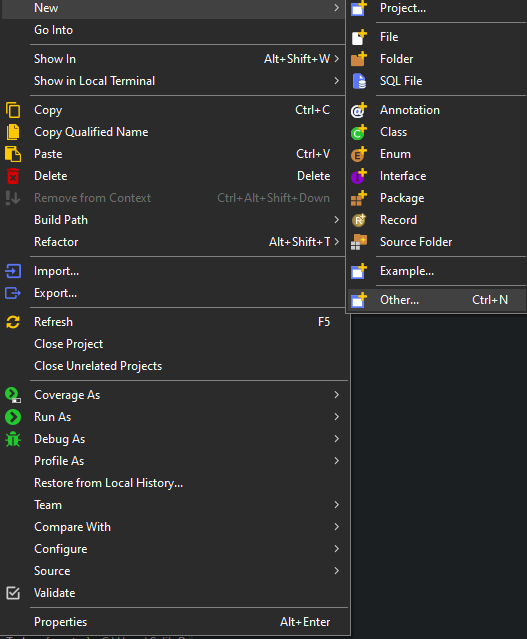 New
Go Into
Show In Alt+Shift+W
Show in Local Terminal
Copy Ctrl+C
Copy Qualified Name
Paste Ctrl+V
Delete Delete
Remove from Context Ctrl+Alt+Shift+Down
Build Path
Refactor Alt+Shift+T
Import...
Export...
Refresh F5
Close Project
Close Unrelated Projects
Coverage As
Run As
Debug As
Profile As
Restore from Local History...
Team
Compare With
Configure
Source
Validate
Properties Alt+Enter
Project...
File
Folder
SQL File
Annotation
Class
Enum
Interface
Package
Record
Source Folder
Example...
Other... Ctrl+N